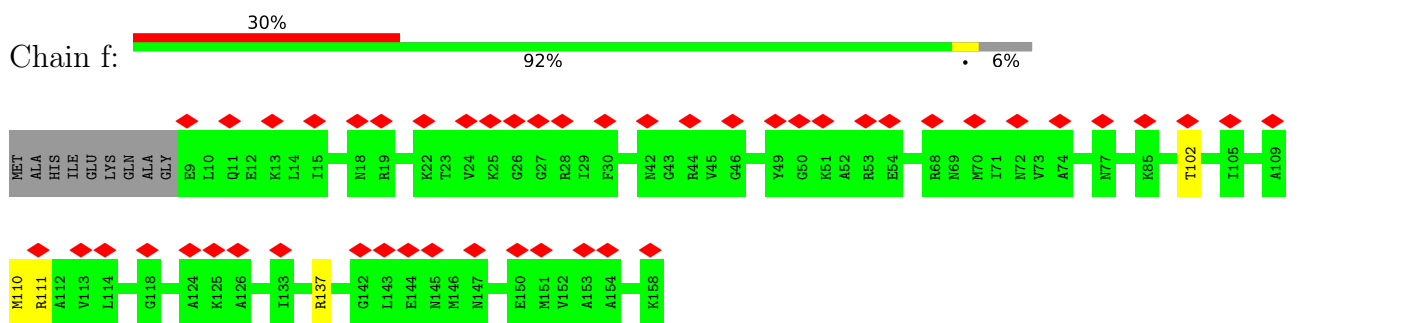 30%
Chain f:
92% • 6%
MET ALA HIS ILE GLU LYS GLN ALA GLY E9 L10 Q11 E12 K13 L14 I15 N18 R19 K22 T23 V24 K25 G26 G27 R28 I29 F30 N42 G43 R44 V45 G46 Y49 G50 K51 A52 R53 E54 R68 N69 M70 I71 N72 V73 A74 N77 K85 T102 I105 A109
M110 R111 A112 V113 L114 G118 A124 K125 A126 I133 R137 G142 L143 E144 N145 M146 N147 E150 M151 V152 A153 A154 K158